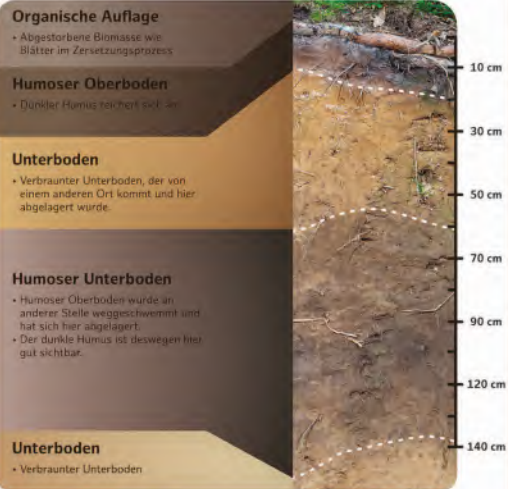 Organische Auflage
• Abgestorbene Biomasse wie
Blätter im Zersetzungsprozess
Humoser Oberboden
• Dunkler Humus reichert sich an
Unterboden
• Verbraunter Unterboden, der von
einem anderen Ort kommt und hier
abgelagert wurde.
Humoser Unterboden
• Humoser Oberboden wurde an
anderer Stelle weggeschwemmt und
hat sich hier abgelagert.
• Der dunkle Humus ist deswegen hier
gut sichtbar.
Unterboden
• Verbraunter Unterboden
10 cm
30 cm
50 cm
70 cm
90 cm
120 cm
140 cm